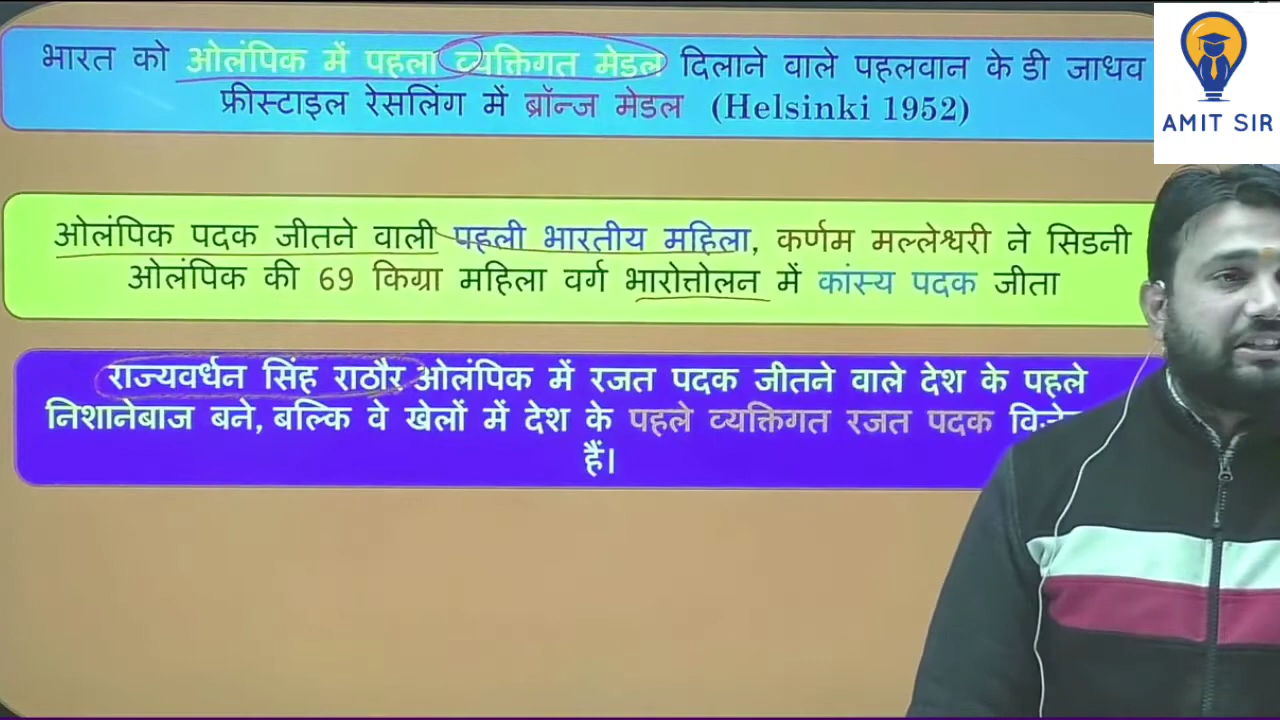 भारत को ओलंपिक में पहला व्यक्तिगत मेडल दिलाने वाले पहलवान के डी जाधव
फ्रीस्टाइल रेसलिंग में ब्रॉन्ज मेडल (Helsinki 1952)
AMIT SIR
ओलंपिक पदक जीतने वाली पहली भारतीय महिला, कर्णम मल्लेश्वरी ने सिडनी
ओलंपिक की 69 किग्रा महिला वर्ग भारोत्तोलन में कांस्य पदक जीता
राज्यवर्धन सिंह राठौर ओलंपिक में रजत पदक जीतने वाले देश के पहले
निशानेबाज बने, बल्कि वे खेलों में देश के पहले व्यक्तिगत रजत पदक
हैं।